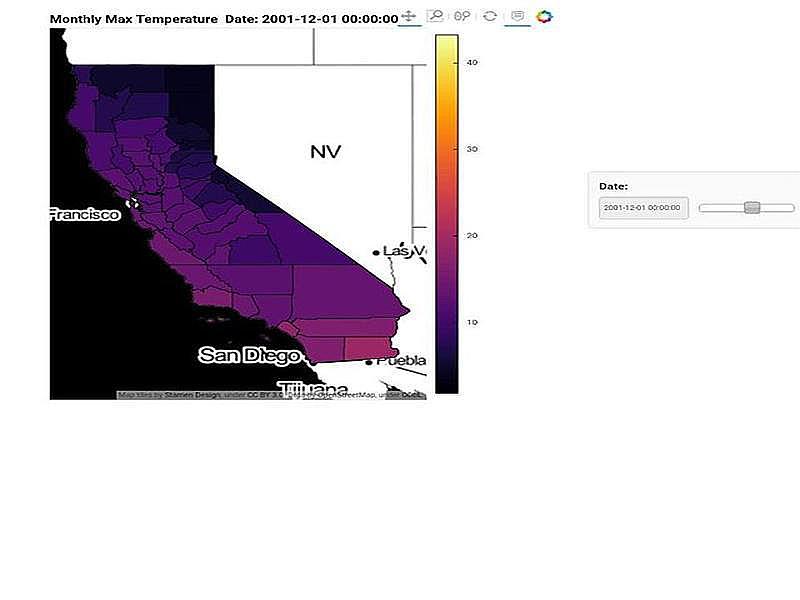 Monthly Max Temperature Date: 2001-12-01 00:00:00
40
30
20
10
NV
Francisco
Las V
San Diego
Puebla
Tijuana
Map tiles by Stamen Design, under CC BY 3.0. Data by OpenStreetMap, under ODbL
Date:
2001-12-01 00:00:00